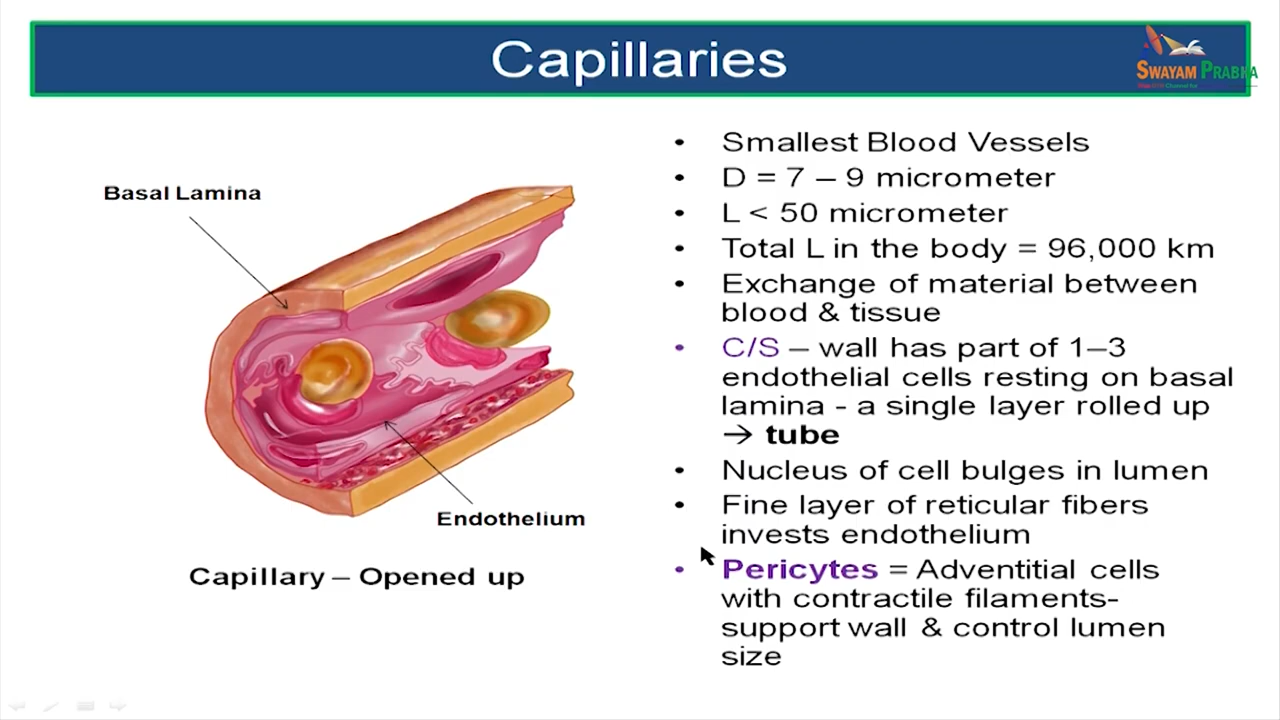 Capillaries
SWAYAM PRABHA
Basal Lamina
Endothelium
Capillary – Opened up
• Smallest Blood Vessels
• D = 7 – 9 micrometer
• L < 50 micrometer
• Total L in the body = 96,000 km
• Exchange of material between
blood & tissue
• C/S – wall has part of 1–3
endothelial cells resting on basal
lamina - a single layer rolled up
→ tube
• Nucleus of cell bulges in lumen
• Fine layer of reticular fibers
invests endothelium
• Pericytes = Adventitial cells
with contractile filaments-
support wall & control lumen
size